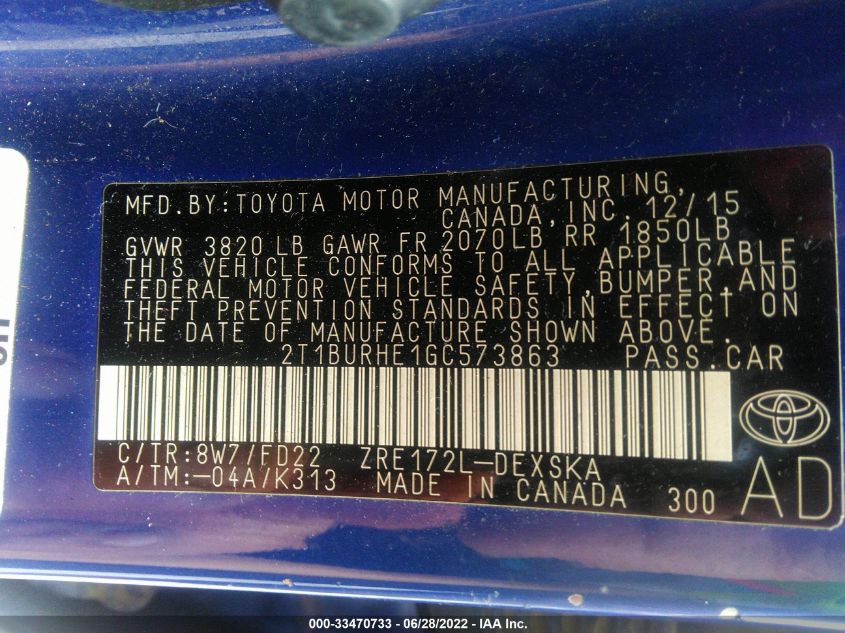 MFD.BY:TOYOTA MOTOR MANUFACTURING,
CANADA,INC. 12/15
GVWR 3820 LB GAWR FR 2070LB RR 1850LB
THIS VEHICLE CONFORMS TO ALL APPLICABLE
FEDERAL MOTOR VEHICLE SAFETY,BUMPER,AND
THEFT PREVENTION STANDARDS IN EFFECT ON
THE DATE OF MANUFACTURE SHOWN ABOVE.
2T1BURHE1GC573863 PASS.CAR
C/TR:8W7/FD22 ZRE172L-DEXSKA
A/TM:-04A/K313 MADE IN CANADA 300 AD
000-33470733 / 06/28/2022 - IAA Inc.